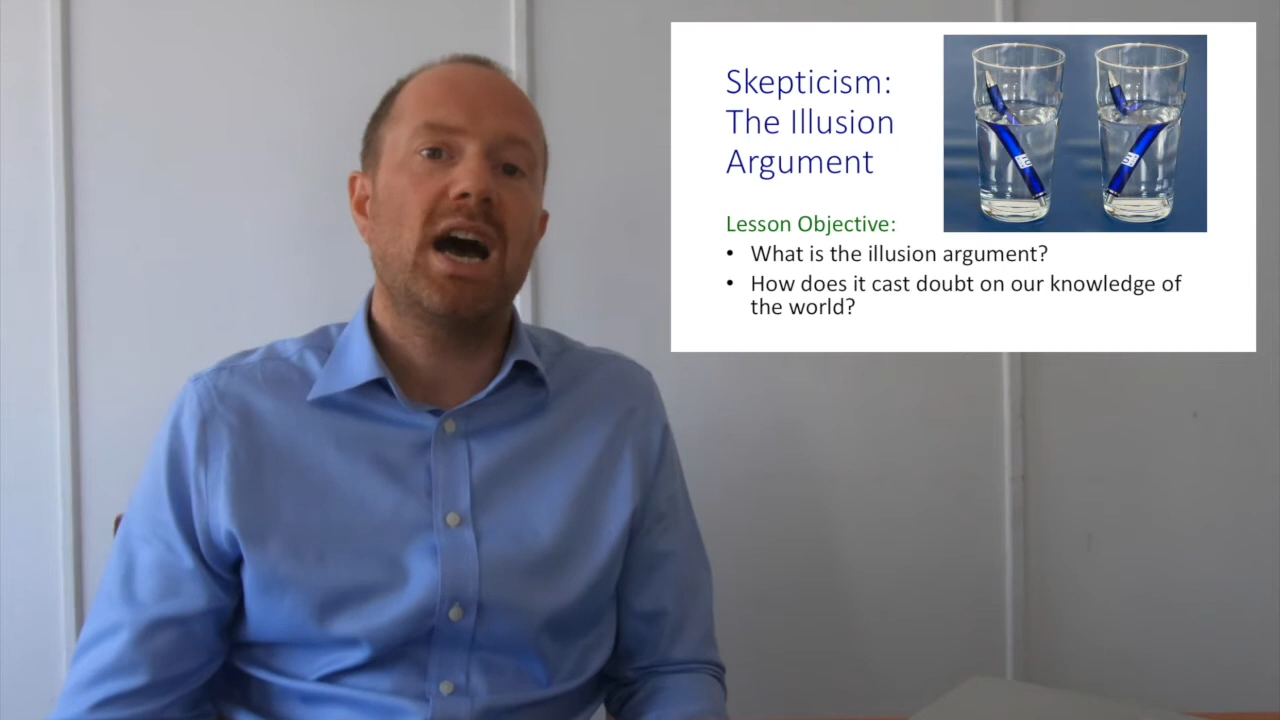 Skepticism:
The Illusion
Argument
Lesson Objective:
• What is the illusion argument?
• How does it cast doubt on our knowledge of
the world?